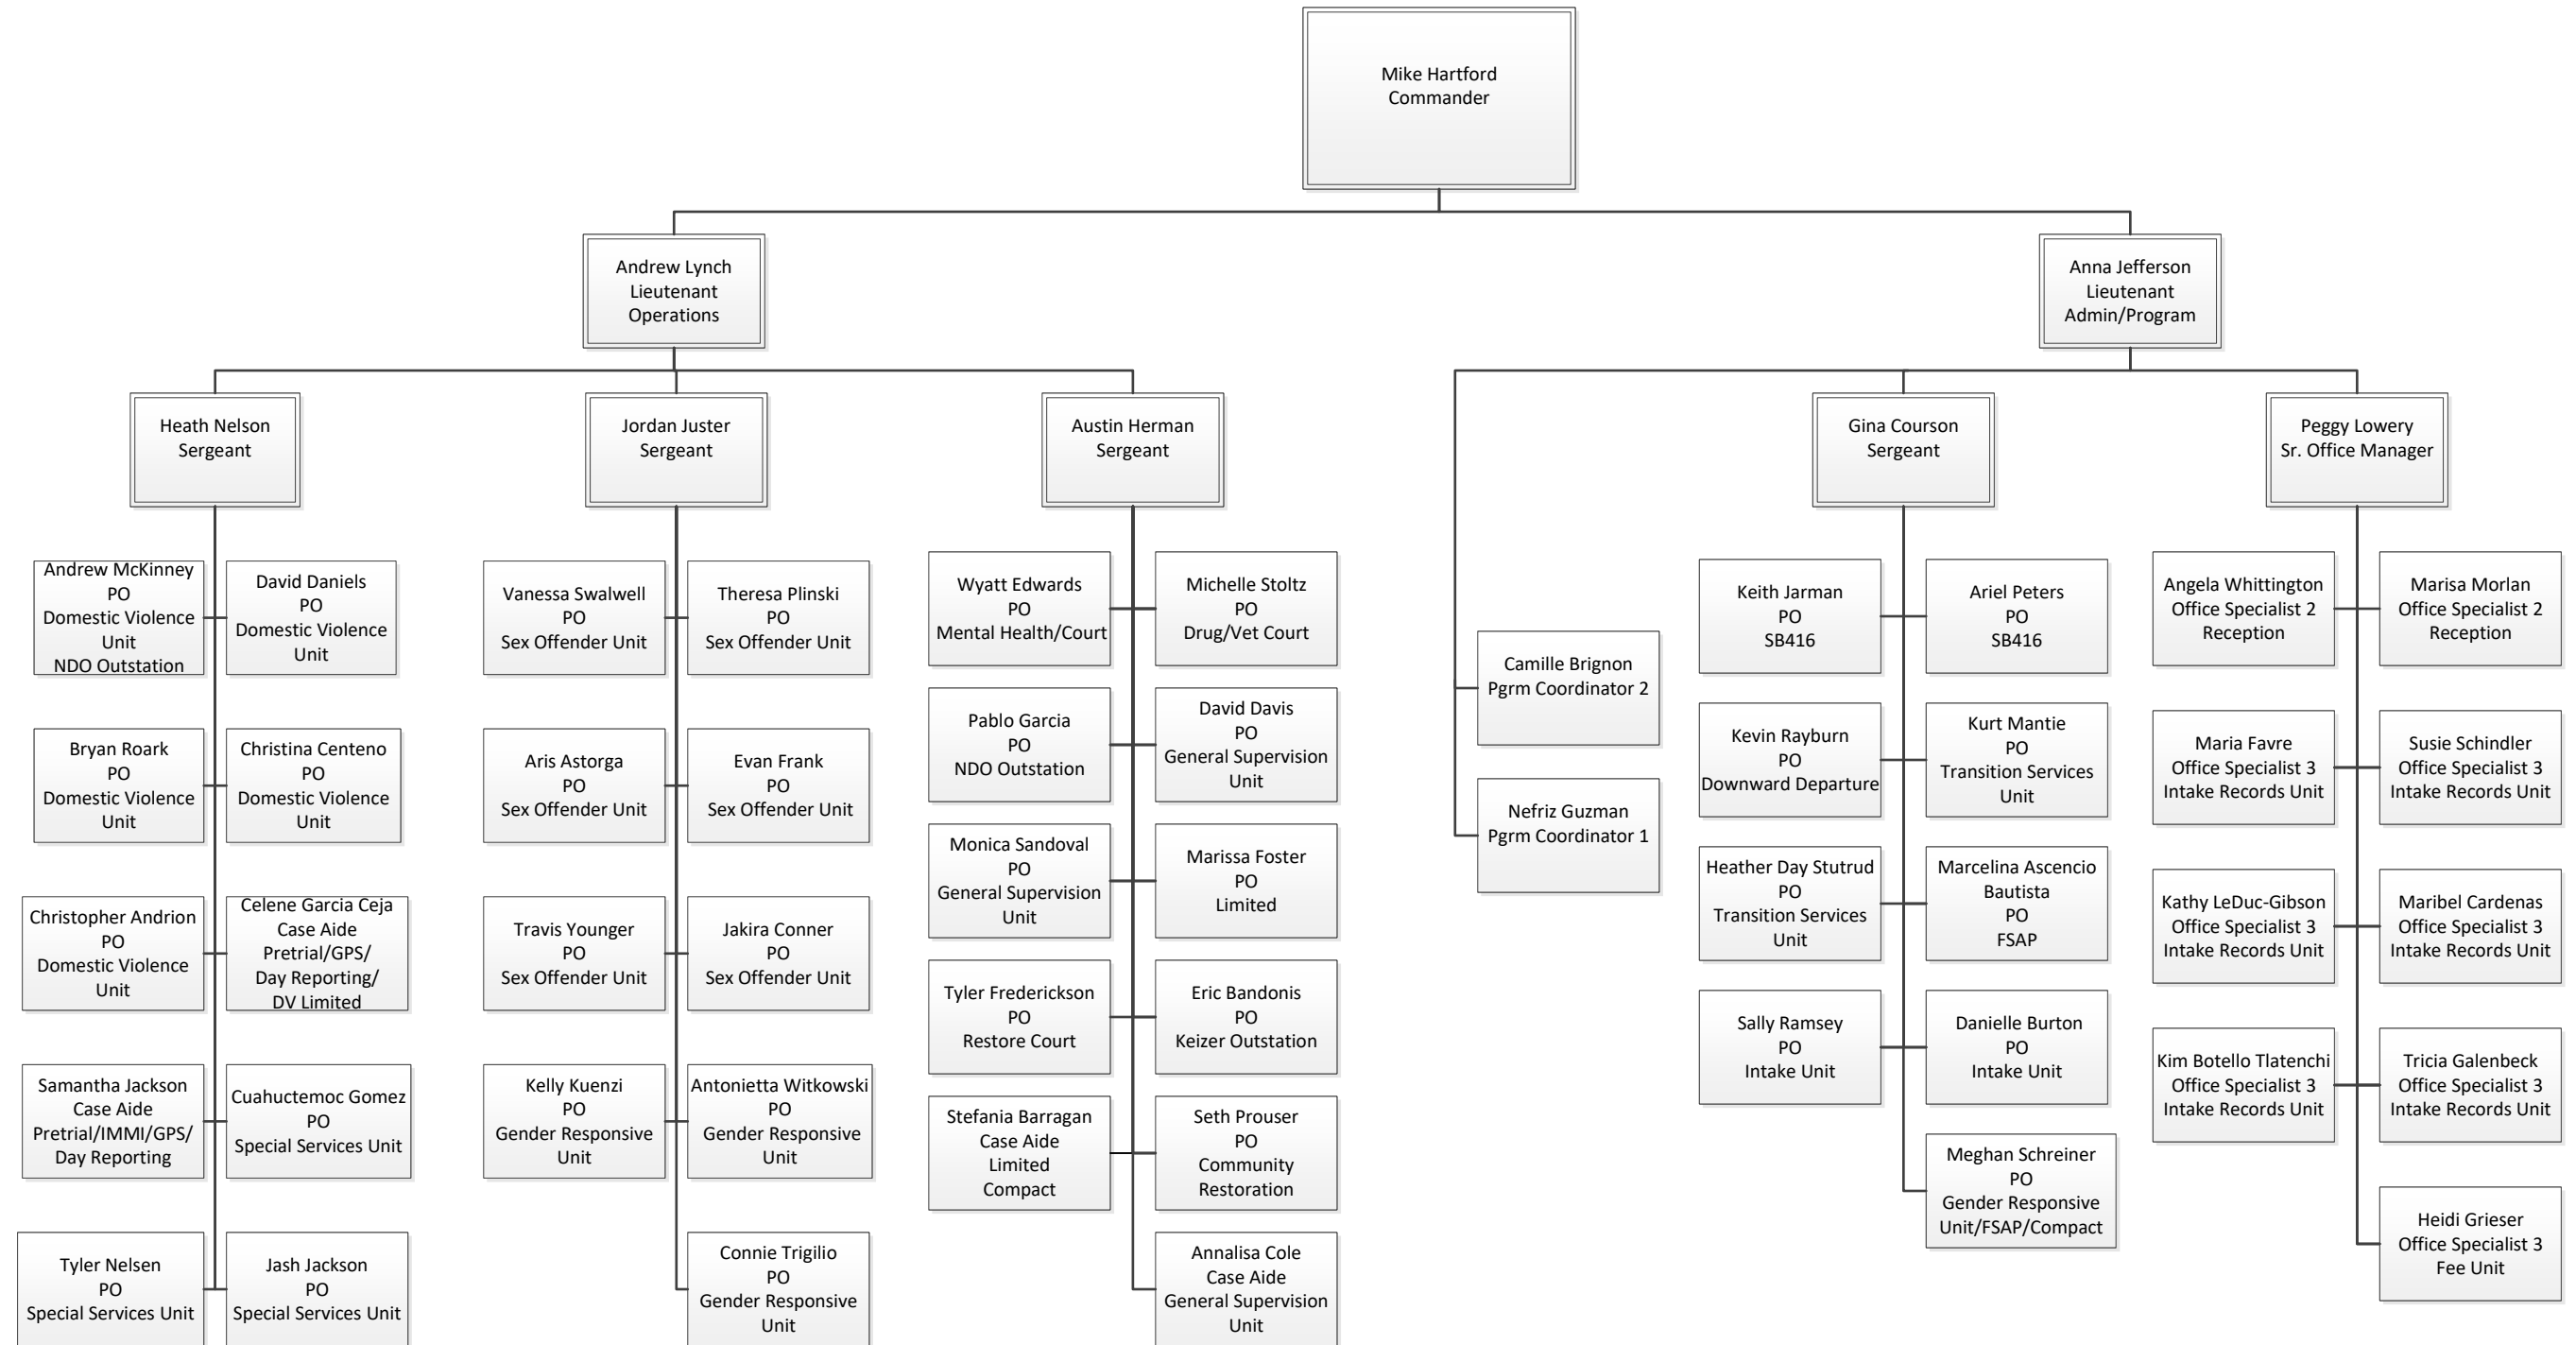 Mike Hartford
Commander
Andrew Lynch
Lieutenant
Operations
Anna Jefferson
Lieutenant
Admin/Program
Heath Nelson
Sergeant
Jordan Juster
Sergeant
Austin Herman
Sergeant
Gina Courson
Sergeant
Peggy Lowery
Sr. Office Manager
Andrew McKinney
PO
Domestic Violence
Unit
NDO Outstation
David Daniels
PO
Domestic Violence
Unit
Bryan Roark
PO
Domestic Violence
Unit
Christina Centeno
PO
Domestic Violence
Unit
Christopher Andrion
PO
Domestic Violence
Unit
Celene Garcia Ceja
Case Aide
Pretrial/GPS/
Day Reporting/
DV Limited
Samantha Jackson
Case Aide
Pretrial/IMMI/GPS/
Day Reporting
Cuahuctemoc Gomez
PO
Special Services Unit
Tyler Nelsen
PO
Special Services Unit
Jash Jackson
PO
Special Services Unit
Vanessa Swalwell
PO
Sex Offender Unit
Theresa Plinski
PO
Sex Offender Unit
Aris Astorga
PO
Sex Offender Unit
Evan Frank
PO
Sex Offender Unit
Travis Younger
PO
Sex Offender Unit
Jakira Conner
PO
Sex Offender Unit
Kelly Kuenzi
PO
Gender Responsive
Unit
Antonietta Witkowski
PO
Gender Responsive
Unit
Connie Trigilio
PO
Gender Responsive
Unit
Wyatt Edwards
PO
Mental Health/Court
Michelle Stoltz
PO
Drug/Vet Court
Pablo Garcia
PO
NDO Outstation
David Davis
PO
General Supervision
Unit
Monica Sandoval
PO
General Supervision
Unit
Marissa Foster
PO
Limited
Tyler Frederickson
PO
Restore Court
Eric Bandonis
PO
Keizer Outstation
Stefania Barragan
Case Aide
Limited
Compact
Seth Prouser
PO
Community
Restoration
Annalisa Cole
Case Aide
General Supervision
Unit
Camille Brignon
Pgrm Coordinator 2
Nefriz Guzman
Pgrm Coordinator 1
Keith Jarman
PO
SB416
Ariel Peters
PO
SB416
Kevin Rayburn
PO
Downward Departure
Kurt Mantie
PO
Transition Services
Unit
Heather Day Stutrud
PO
Transition Services
Unit
Marcelina Ascencio
Bautista
PO
FSAP
Sally Ramsey
PO
Intake Unit
Danielle Burton
PO
Intake Unit
Meghan Schreiner
PO
Gender Responsive
Unit/FSAP/Compact
Angela Whittington
Office Specialist 2
Reception
Marisa Morlan
Office Specialist 2
Reception
Maria Favre
Office Specialist 3
Intake Records Unit
Susie Schindler
Office Specialist 3
Intake Records Unit
Kathy LeDuc-Gibson
Office Specialist 3
Intake Records Unit
Maribel Cardenas
Office Specialist 3
Intake Records Unit
Kim Botello Tlatenchi
Office Specialist 3
Intake Records Unit
Tricia Galenbeck
Office Specialist 3
Intake Records Unit
Heidi Grieser
Office Specialist 3
Fee Unit